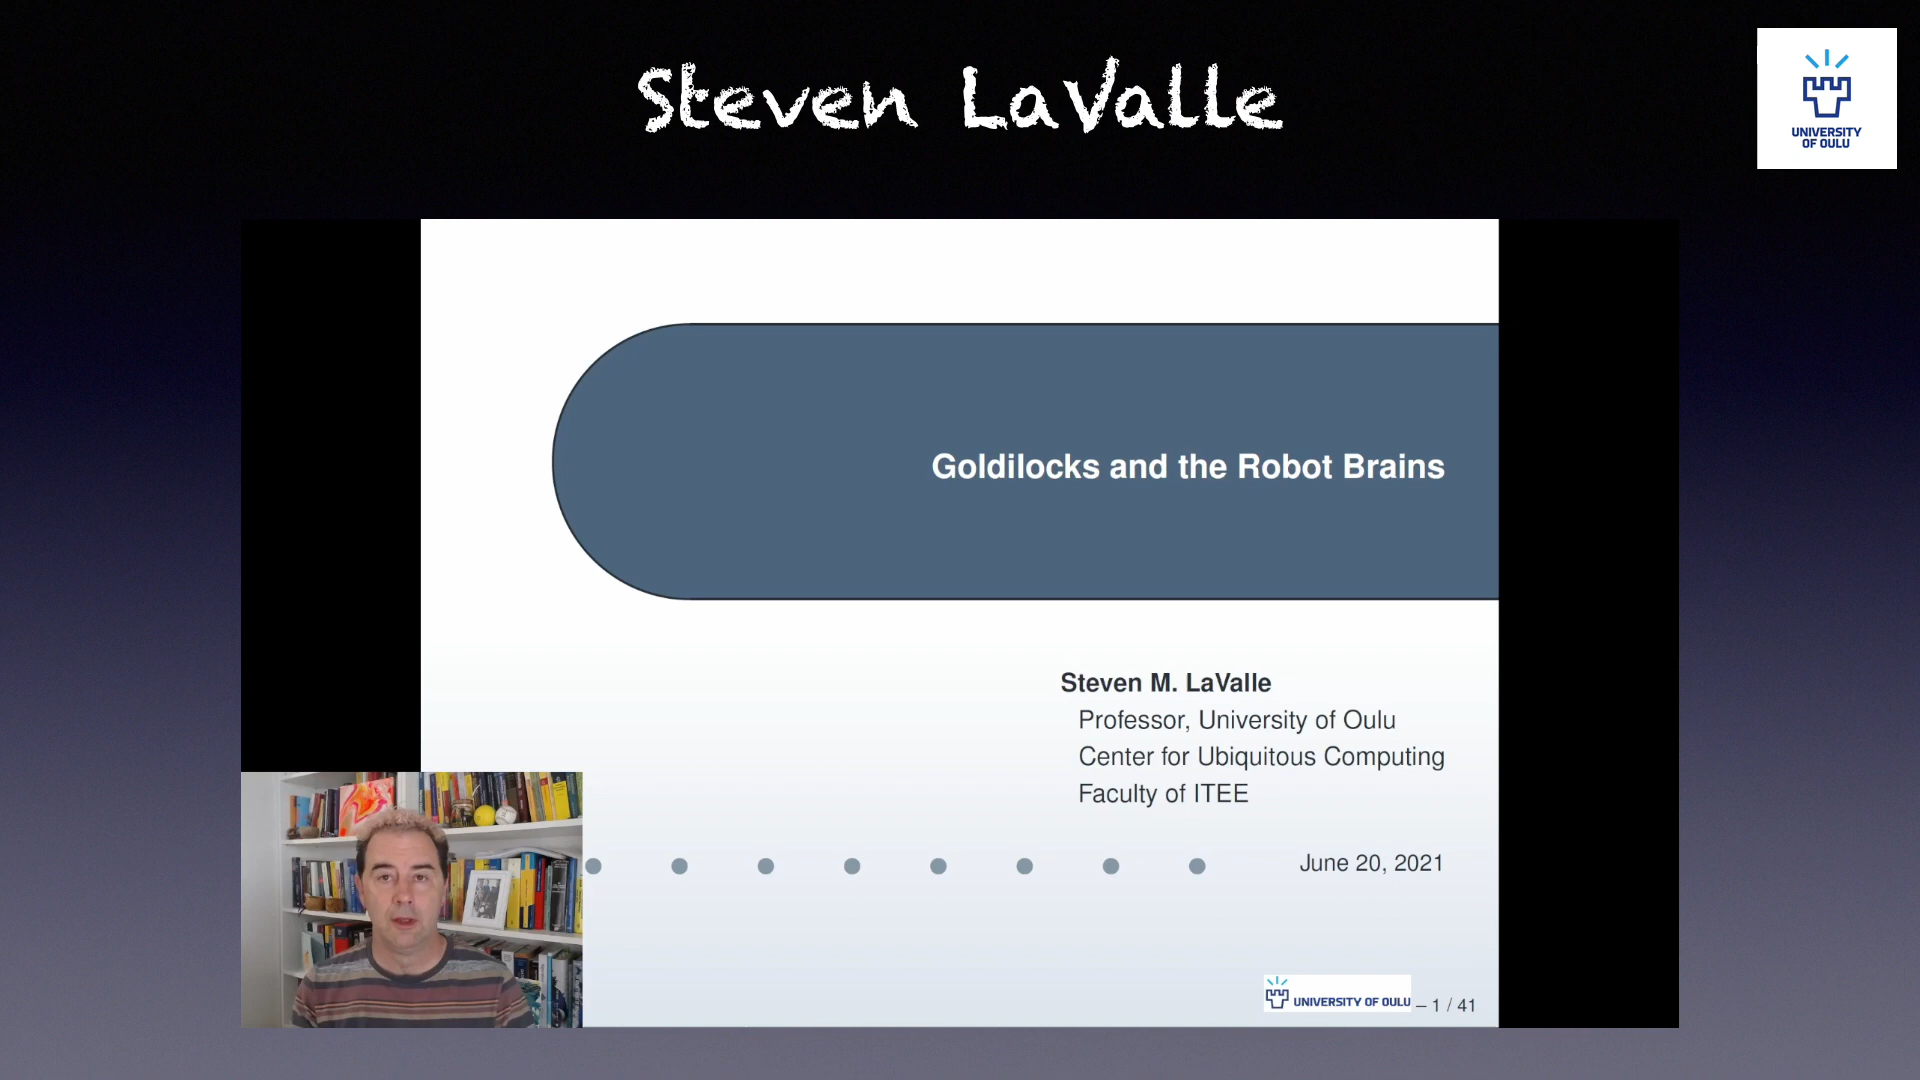 Steven LaValle
UNIVERSITY
OF OULU
Goldilocks and the Robot Brains
Steven M. LaValle
Professor, University of Oulu
Center for Ubiquitous Computing
Faculty of ITEE
June 20, 2021
UNIVERSITY OF OULU – 1 / 41